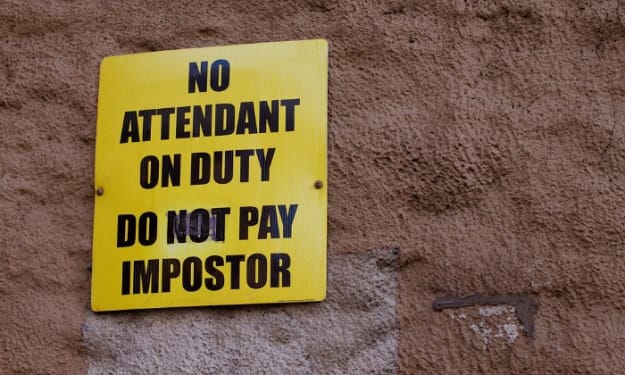 NO
ATTENDANT
ON DUTY
DO NOT PAY
IMPOSTOR